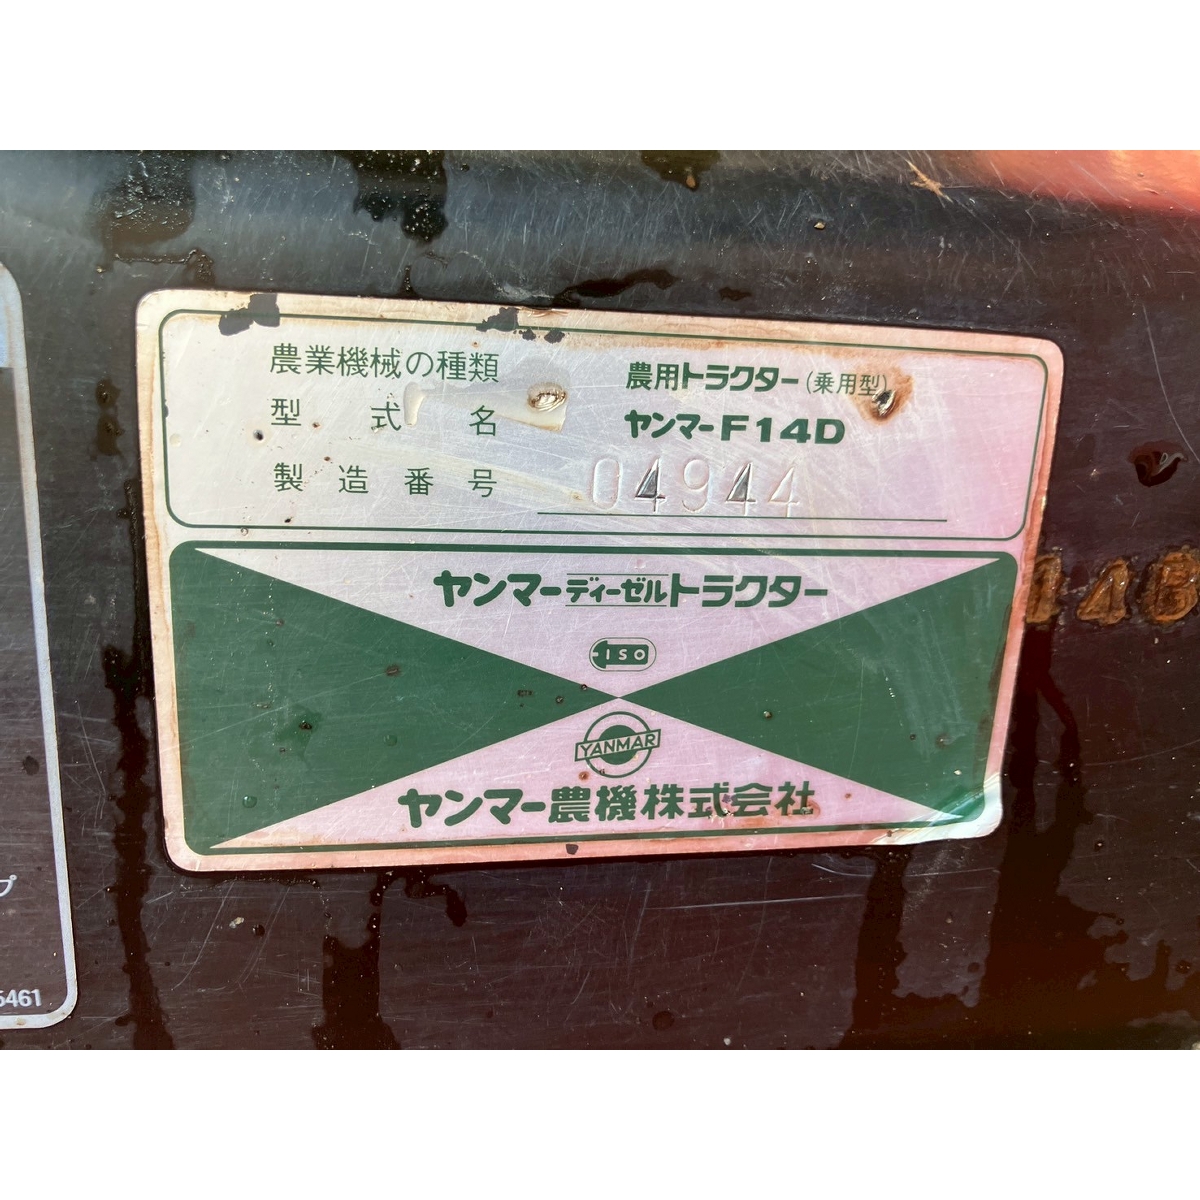 農業機械の種類 農用トラクター(乗用型)
型式名 ヤンマーF14D
製造番号 04944
ヤンマーディーゼルトラクター
ISO
YANMAR
ヤンマー農機株式会社
プ
5461